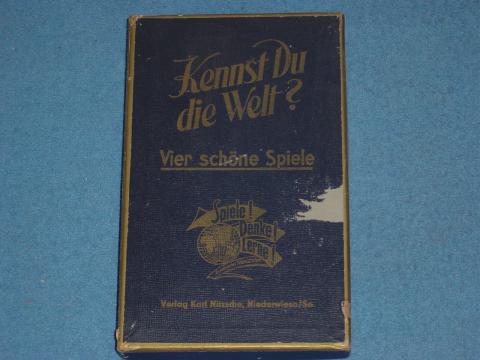 Kennst Du
die Welt?
Vier schöne Spiele
Spiele!
Denke!
Lerne!
Verlag Karl Nitzsche, Niederwiesa/Sa.